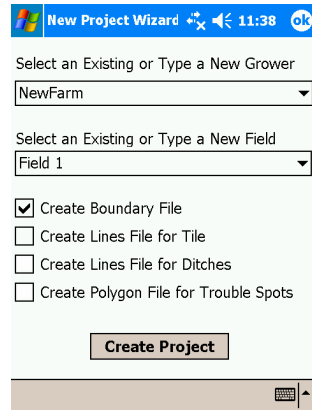 New Project Wizard 11:38 ok
Select an Existing or Type a New Grower
NewFarm
Select an Existing or Type a New Field
Field 1
Create Boundary File
Create Lines File for Tile
Create Lines File for Ditches
Create Polygon File for Trouble Spots
Create Project